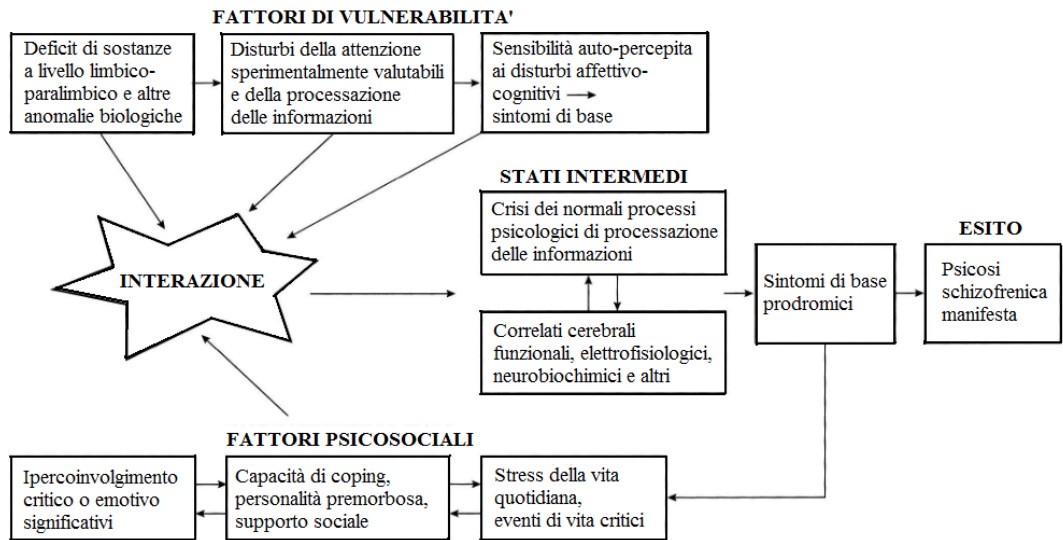 FATTORI DI VULNERABILITA'
Deficit di sostanze
a livello limbico-
paralimbico e altre
anomalie biologiche
Disturbi della attenzione
sperimentalmente valutabili
e della processazione
delle informazioni
Sensibilità auto-percepita
ai disturbi affettivo-
cognitivi →
sintomi di base
STATI INTERMEDI
Crisi dei normali processi
psicologici di processazione
delle informazioni
ESITO
INTERAZIONE
Sintomi di base
prodromici
Psicosi
schizofrenica
manifesta
Correlati cerebrali
funzionali, elettrofisiologici,
neurobiochimici e altri
FATTORI PSICOSOCIALI
Ipercoinvolgimento
critico o emotivo
significativi
Capacità di coping,
personalità premorbosa,
supporto sociale
Stress della vita
quotidiana,
eventi di vita critici